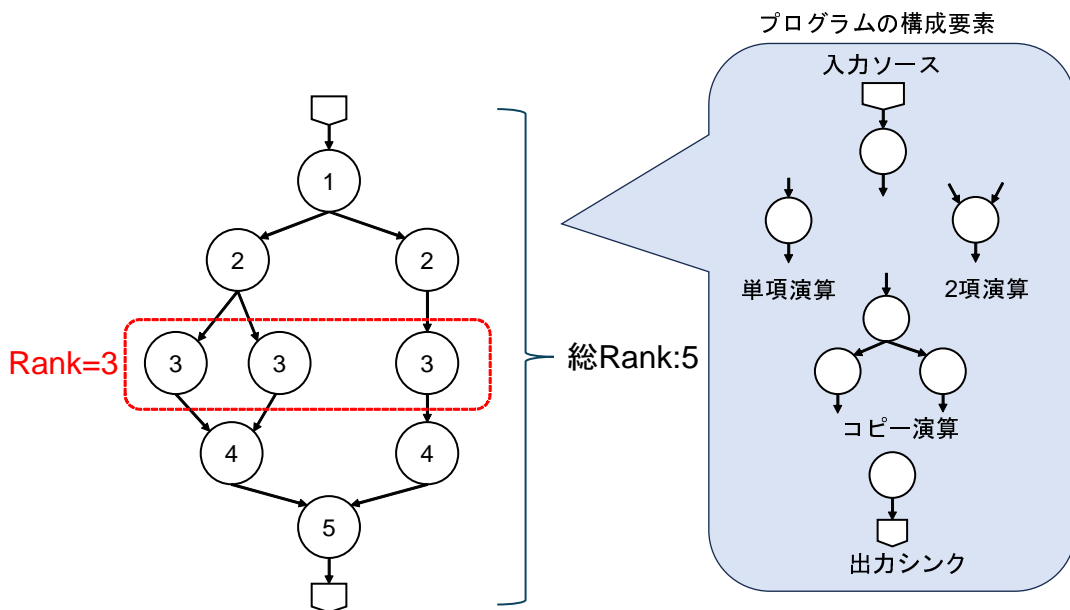 プログラムの構成要素
入力ソース
1
2 2
単項演算 2項演算
Rank=3 3 3 3 総Rank:5
コピー演算
4 4
5
出力シンク